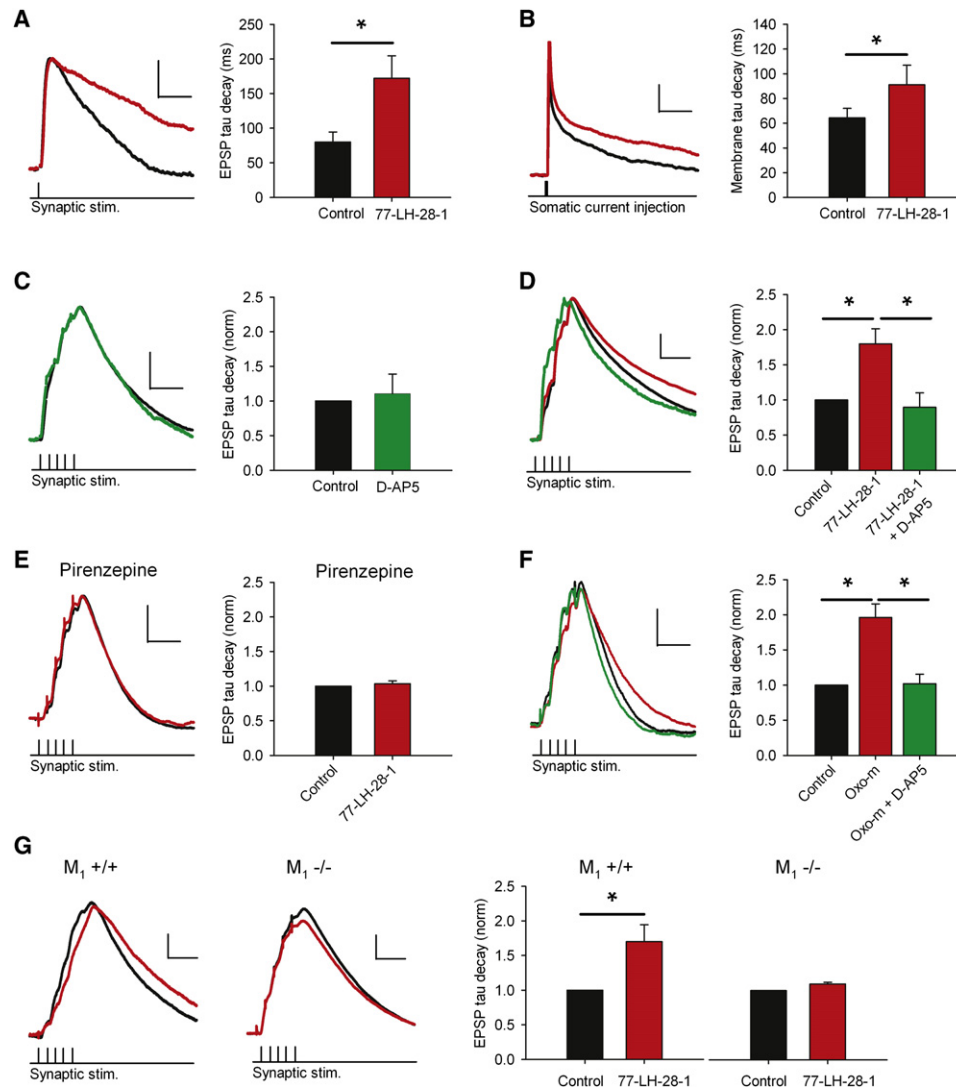 A
Synaptic stim.
EPSP tau decay (ms)
250
200
150
100
50
0
*
Control
77-LH-28-1
B
Somatic current injection
Membrane tau decay (ms)
140
120
100
80
60
40
20
0
*
Control
77-LH-28-1
C
Synaptic stim.
EPSP tau decay (norm)
2.5
2.0
1.5
1.0
0.5
0.0
Control
D-AP5
D
Synaptic stim.
EPSP tau decay (norm)
2.5
2.0
1.5
1.0
0.5
0.0
*
*
Control
77-LH-28-1
77-LH-28-1
+ D-AP5
E
Pirenzepine
Synaptic stim.
Pirenzepine
EPSP tau decay (norm)
2.5
2.0
1.5
1.0
0.5
0.0
Control
77-LH-28-1
F
Synaptic stim.
EPSP tau decay (norm)
2.5
2.0
1.5
1.0
0.5
0.0
*
*
Control
Oxo-m
Oxo-m + D-AP5
G
M₁ +/+
Synaptic stim.
M₁ -/-
Synaptic stim.
M₁ +/+
EPSP tau decay (norm)
2.5
2.0
1.5
1.0
0.5
0.0
*
Control
77-LH-28-1
M₁ -/-
Control
77-LH-28-1